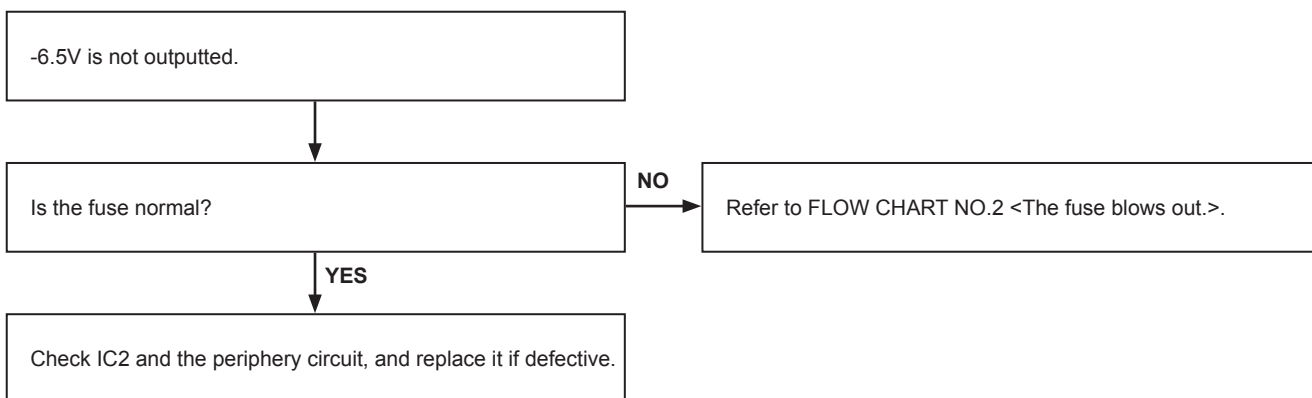 -6.5V is not outputted.
Is the fuse normal?
NO
Refer to FLOW CHART NO.2 <The fuse blows out.>.
YES
Check IC2 and the periphery circuit, and replace it if defective.